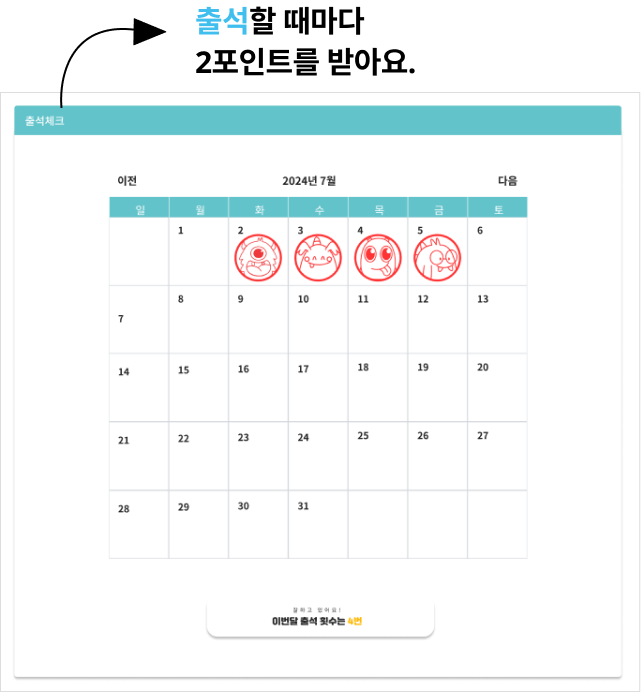 출석할 때마다
2포인트를 받아요.
출석체크
이전 2024년 7월 다음
일 월 화 수 목 금 토
1 2 3 4 5 6
7 8 9 10 11 12 13
14 15 16 17 18 19 20
21 22 23 24 25 26 27
28 29 30 31
잘하고 있어요!
이번달 출석 횟수는 4번